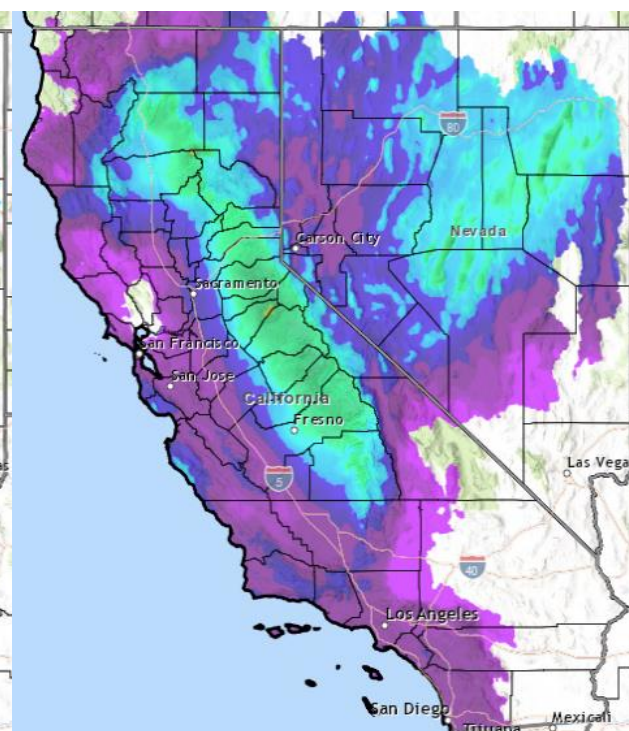 80
Nevada
Carson City
Sacramento
San Francisco
San Jose
California
Fresno
5
Las Vega
40
Los Angeles
San Diego
Mexicali
Tijuana